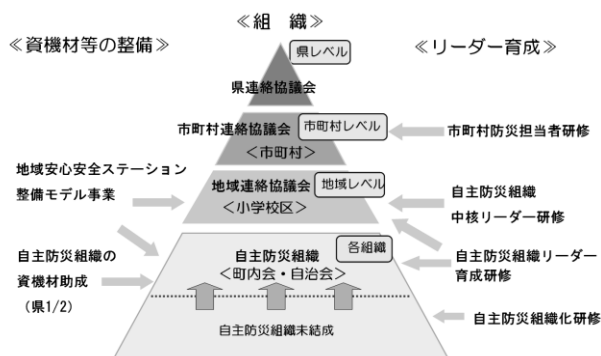 ≪組　織≫
≪資機材等の整備≫
≪リーダー育成≫
県レベル
県連絡協議会
市町村連絡協議会
市町村レベル
＜市町村＞
市町村防災担当者研修
地域安心安全ステーション
整備モデル事業
地域連絡協議会
地域レベル
＜小学校区＞
自主防災組織
中核リーダー研修
自主防災組織の
資機材助成
（県1/2）
自主防災組織
各組織
＜町内会・自治会＞
自主防災組織リーダー
育成研修
自主防災組織未結成
自主防災組織化研修